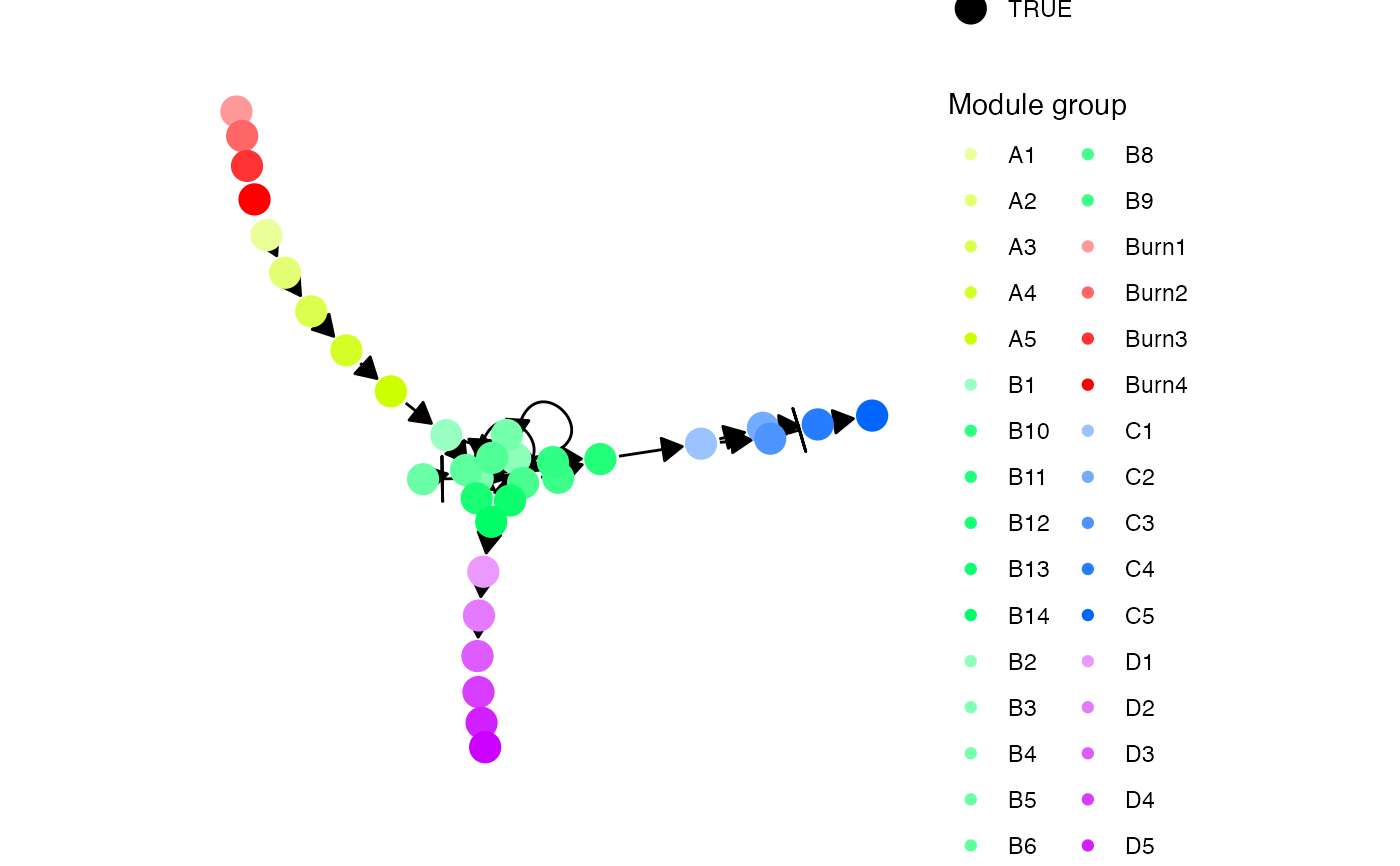 TRUE
Module group
A1 B8
A2 B9
A3 Burn1
A4 Burn2
A5 Burn3
B1 Burn4
B10 C1
B11 C2
B12 C3
B13 C4
B14 C5
B2 D1
B3 D2
B4 D3
B5 D4
B6 D5